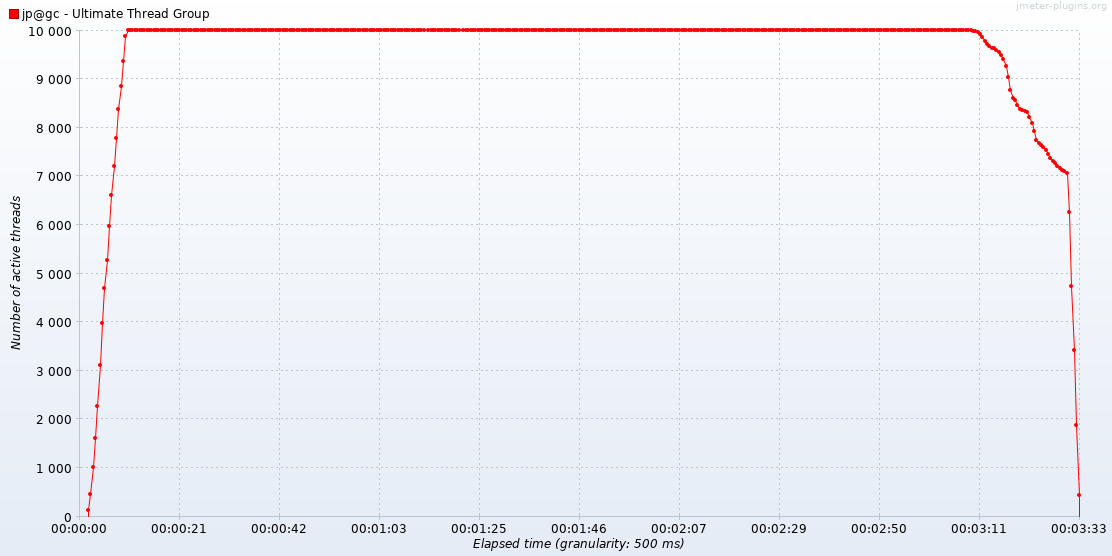 jmeter-plugins.org
jp@gc - Ultimate Thread Group
10 000
9 000
8 000
7 000
6 000
5 000
4 000
3 000
2 000
1 000
0
Number of active threads
00:00:00 00:00:21 00:00:42 00:01:03 00:01:25 00:01:46 00:02:07 00:02:29 00:02:50 00:03:11 00:03:33
Elapsed time (granularity: 500 ms)